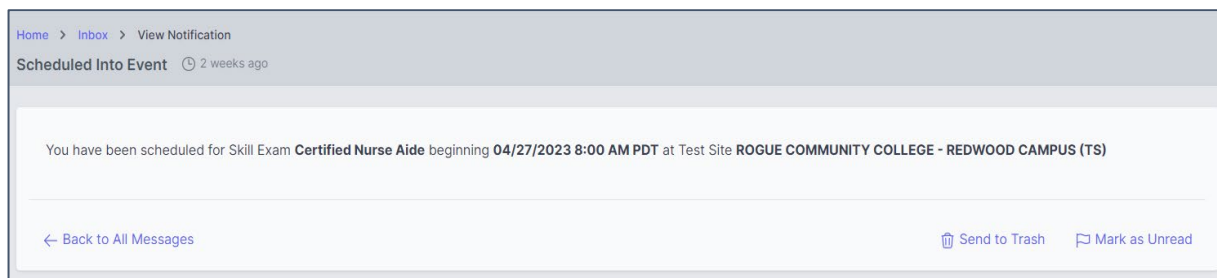 Home > Inbox > View Notification
Scheduled Into Event 2 weeks ago
You have been scheduled for Skill Exam Certified Nurse Aide beginning 04/27/2023 8:00 AM PDT at Test Site ROGUE COMMUNITY COLLEGE - REDWOOD CAMPUS (TS)
← Back to All Messages Send to Trash Mark as Unread